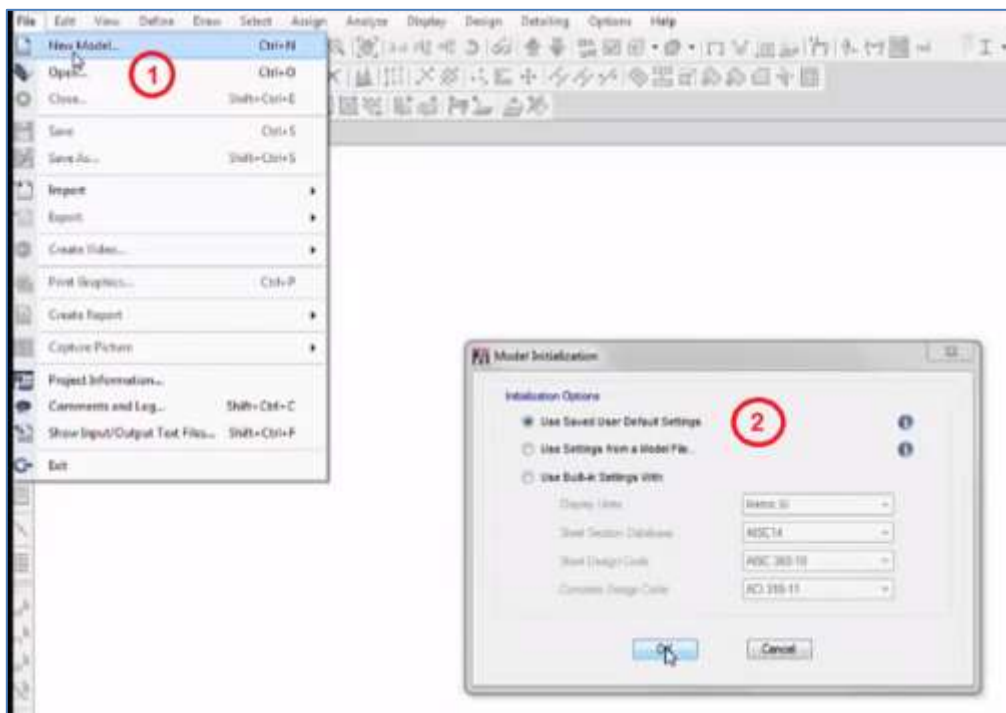 File Edit View Define Draw Select Assign Analyze Display Design Detailing Options Help
New Model... Ctrl+N
Open... Ctrl+O
1
Close... Shift+Ctrl+E
Save Ctrl+S
Save As... Shift+Ctrl+S
Import
Export
Create Video...
Print Graphics... Ctrl+P
Create Report
Capture Picture
Project Information...
Comments and Log... Shift+Ctrl+C
Show Input/Output Text Files... Shift+Ctrl+F
Exit
Model Initialization
Initialization Options
Use Saved User Default Settings
2
Use Settings from a Model File...
Use Built-in Settings With:
Display Units Metric SI
Steel Section Database AISC14
Steel Design Code AISC 360-10
Concrete Design Code ACI 318-11
OK Cancel